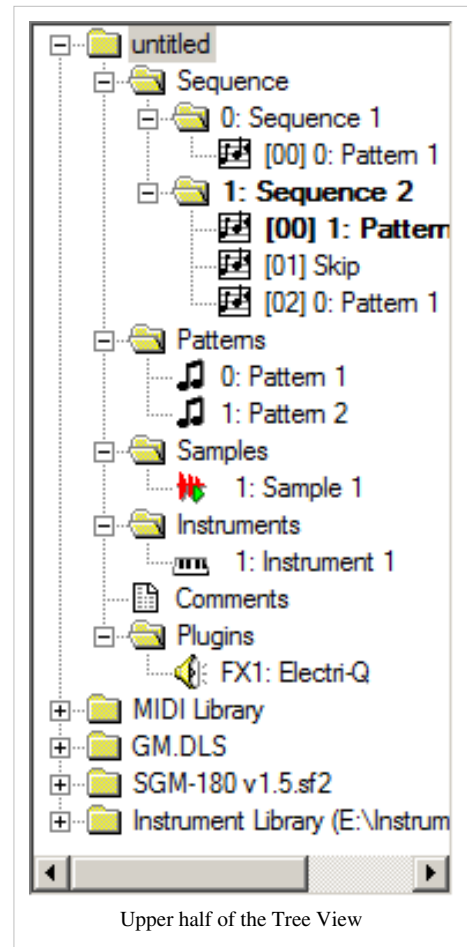 untitled
Sequence
0: Sequence 1
[00] 0: Pattern 1
1: Sequence 2
[00] 1: Pattern
[01] Skip
[02] 0: Pattern 1
Patterns
0: Pattern 1
1: Pattern 2
Samples
1: Sample 1
Instruments
1: Instrument 1
Comments
Plugins
FX1: Electri-Q
MIDI Library
GM.DLS
SGM-180 v1.5.sf2
Instrument Library (E:\Instrum
Upper half of the Tree View